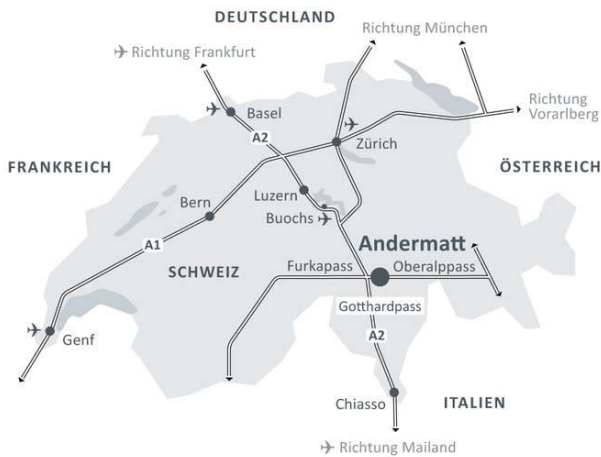 DEUTSCHLAND
Richtung München
Richtung Frankfurt
Richtung
Vorarlberg
Basel
A2
Zürich
FRANKREICH
ÖSTERREICH
Luzern
Bern
Buochs
A1
Andermatt
SCHWEIZ
Furkapass
Oberalppass
Gotthardpass
A2
Genf
Chiasso
ITALIEN
Richtung Mailand